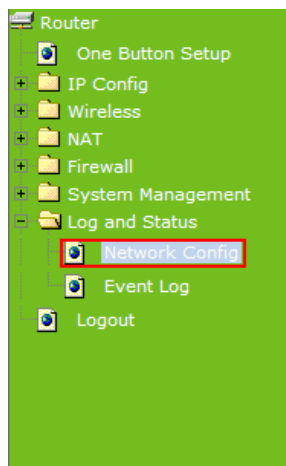 Router
One Button Setup
IP Config
Wireless
NAT
Firewall
System Management
Log and Status
Network Config
Event Log
Logout